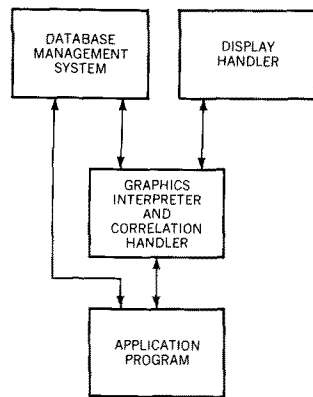 DATABASE
MANAGEMENT
SYSTEM
DISPLAY
HANDLER
GRAPHICS
INTERPRETER
AND
CORRELATION
HANDLER
APPLICATION
PROGRAM